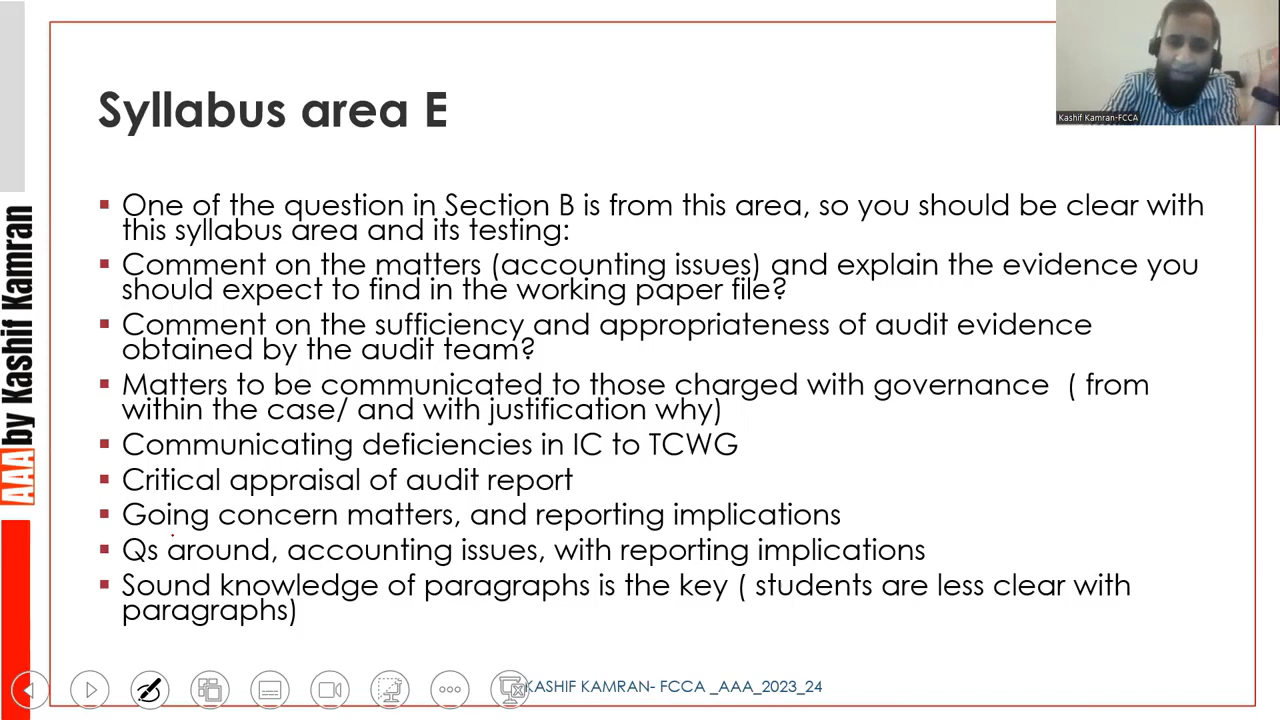 Kashif Kamran-FCCA
Syllabus area E
AAA by Kashif Kamran
▪ One of the question in Section B is from this area, so you should be clear with
this syllabus area and its testing:
▪ Comment on the matters (accounting issues) and explain the evidence you
should expect to find in the working paper file?
▪ Comment on the sufficiency and appropriateness of audit evidence
obtained by the audit team?
▪ Matters to be communicated to those charged with governance ( from
within the case/ and with justification why)
▪ Communicating deficiencies in IC to TCWG
▪ Critical appraisal of audit report
▪ Going concern matters, and reporting implications
▪ Qs around, accounting issues, with reporting implications
▪ Sound knowledge of paragraphs is the key ( students are less clear with
paragraphs)
KASHIF KAMRAN- FCCA _AAA_2023_24